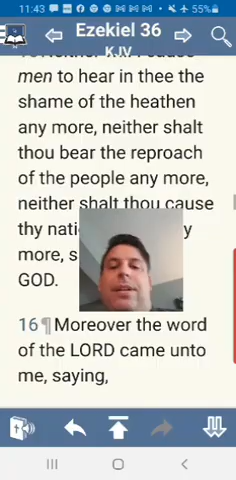 11:43 55%
Ezekiel 36
KJV
men to hear in thee the
shame of the heathen
any more, neither shalt
thou bear the reproach
of the people any more,
neither shalt thou cause
thy y
more, s
GOD.
16 ¶ Moreover the word
of the LORD came unto
me, saying,